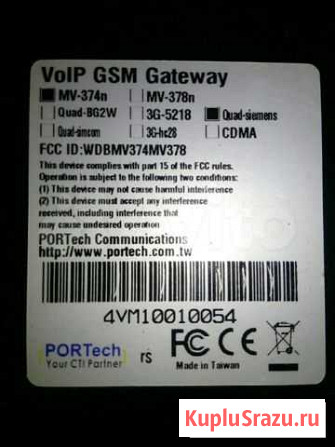 VoIP GSM Gateway
MV-374n MV-378n
Quad-BG2W 3G-5218 Quad-siemens
Quad-simcom 3G-hc28 CDMA
FCC ID:WDBMV374MV378
This device complies with part 15 of the FCC rules.
Operation is subject to the following two conditions:
(1) This device may not cause harmful interference
(2) This device must accept any interference
received, including interference that
may cause undesired operation
PORTech Communications
http://www.portech.com.tw
4VM10010054
PORTech
Your CTI Partner
rs
FC CE
Made in Taiwan
KupluSrazu.ru